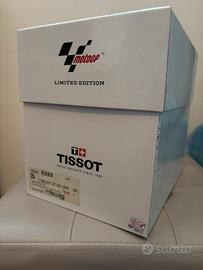 motoGP
LIMITED EDITION
T+
TISSOT
SWISS WATCHES SINCE 1853
subito